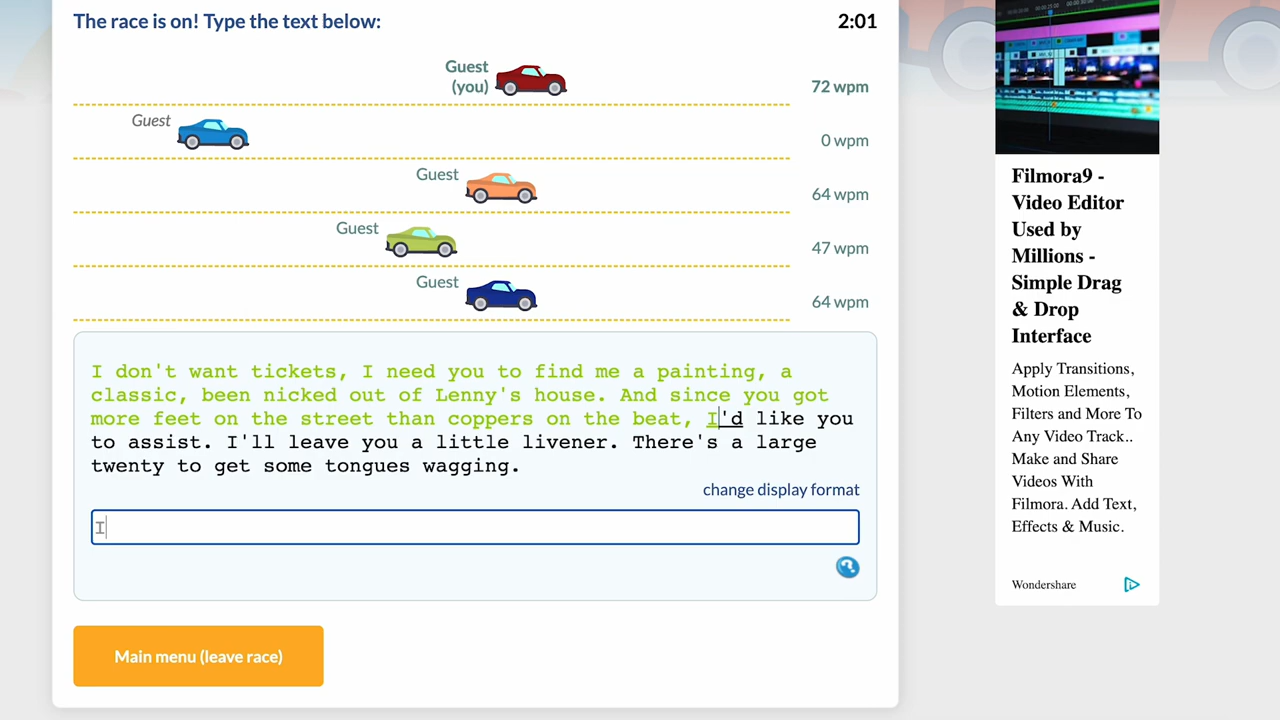 The race is on! Type the text below:
2:01
Guest
(you)
72 wpm
Guest
0 wpm
Guest
64 wpm
Guest
47 wpm
Guest
64 wpm
I don't want tickets, I need you to find me a painting, a
classic, been nicked out of Lenny's house. And since you got
more feet on the street than coppers on the beat, I'd like you
to assist. I'll leave you a little livener. There's a large
twenty to get some tongues wagging.
change display format
I
?
Main menu (leave race)
Filmora9 -
Video Editor
Used by
Millions -
Simple Drag
& Drop
Interface
Apply Transitions,
Motion Elements,
Filters and More To
Any Video Track..
Make and Share
Videos With
Filmora. Add Text,
Effects & Music.
Wondershare